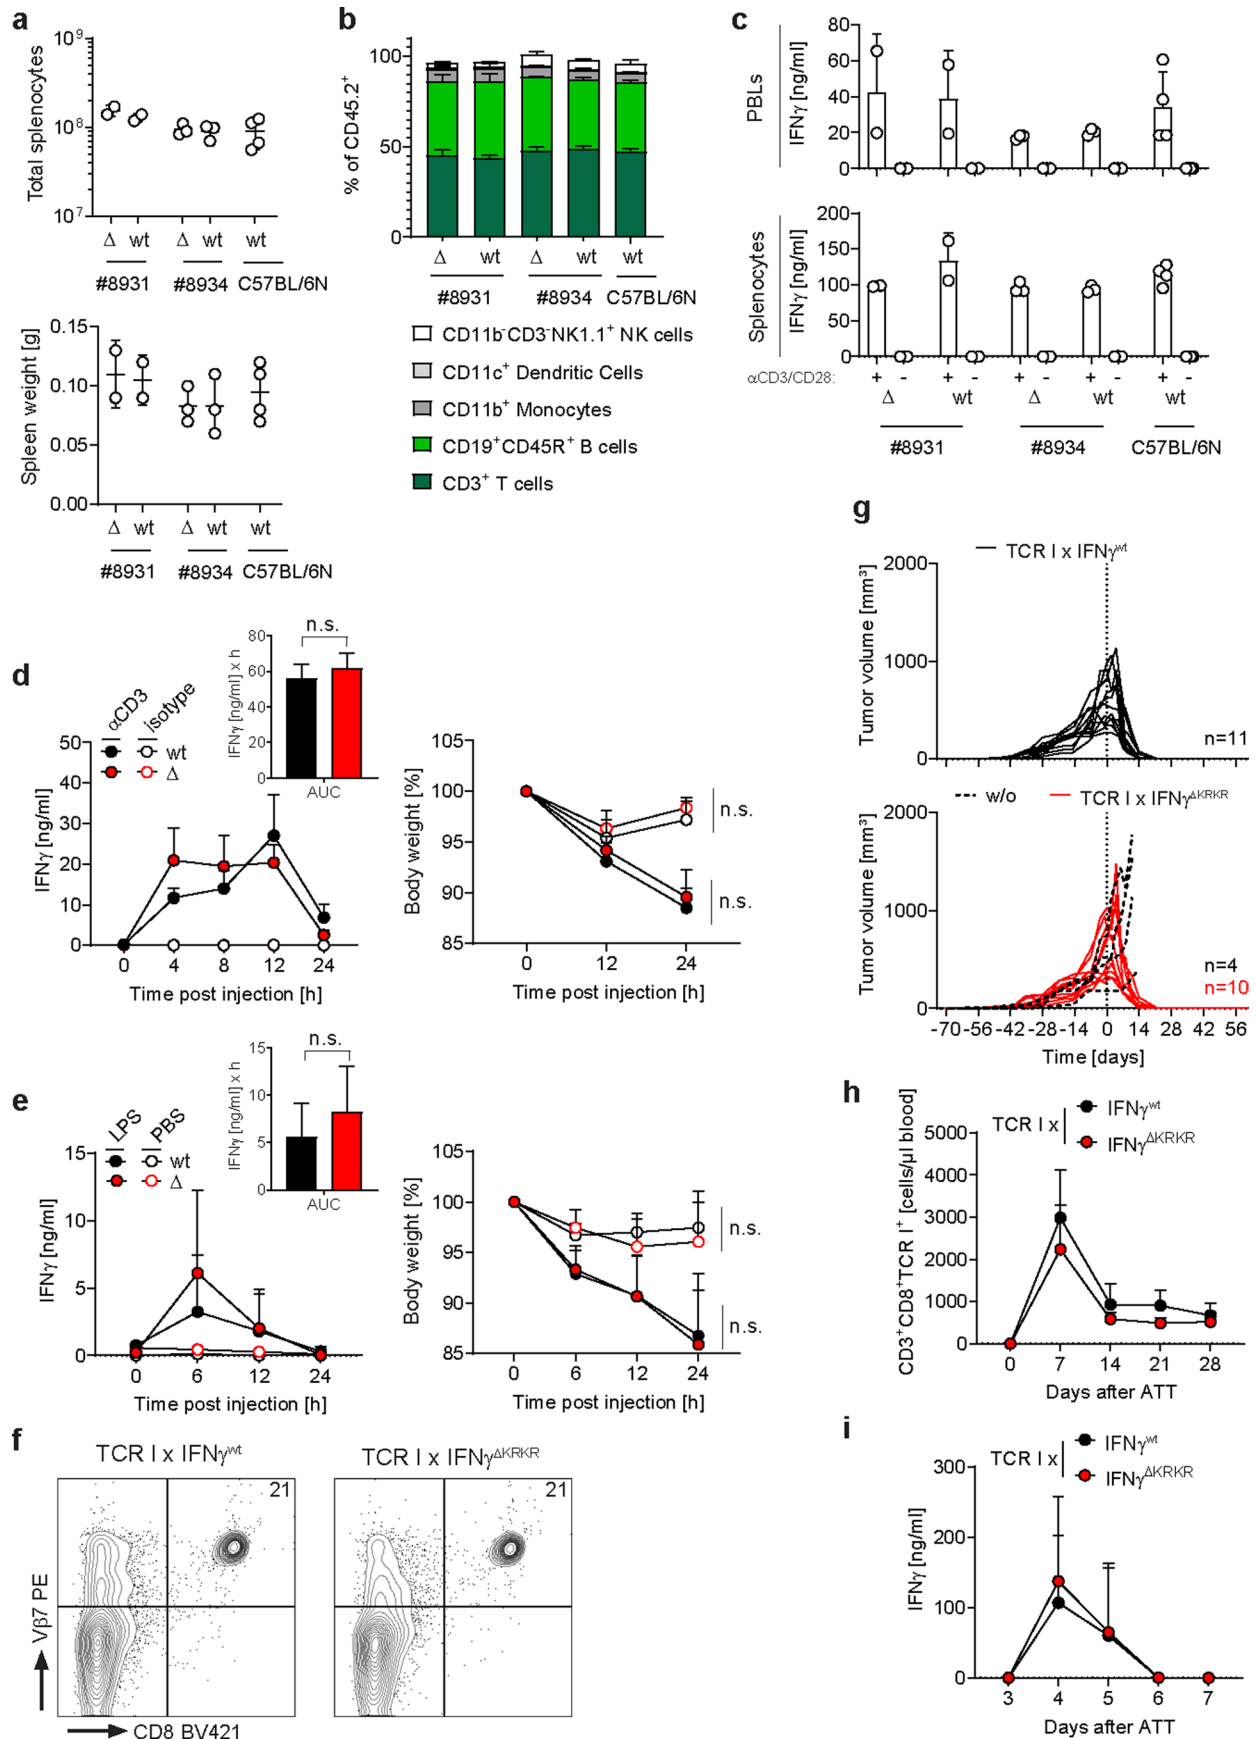 a
Total splenocytes
10⁹
10⁸
10⁷
Δ wt Δ wt wt
#8931 #8934 C57BL/6N
Spleen weight [g]
0.15
0.10
0.05
0.00
Δ wt Δ wt wt
#8931 #8934 C57BL/6N
b
% of CD45.2⁺
100
50
0
Δ wt Δ wt wt
#8931 #8934 C57BL/6N
CD11b⁻CD3⁻NK1.1⁺ NK cells
CD11c⁺ Dendritic Cells
CD11b⁺ Monocytes
CD19⁺CD45R⁺ B cells
CD3⁺ T cells
c
PBLs
IFNγ [ng/ml]
80
60
40
20
0
Splenocytes
IFNγ [ng/ml]
200
150
100
50
0
αCD3/CD28: + - + - + - + - + -
Δ wt Δ wt wt
#8931 #8934 C57BL/6N
d
αCD3 isotype
wt
Δ
IFNγ [ng/ml]
50
40
30
20
10
0
0 4 8 12 24
Time post injection [h]
n.s.
IFNγ [ng/ml] x h
80
60
40
20
0
AUC
Body weight [%]
105
100
95
90
85
n.s.
n.s.
0 12 24
Time post injection [h]
e
LPS PBS
wt
Δ
IFNγ [ng/ml]
15
10
5
0
0 6 12 24
Time post injection [h]
n.s.
IFNγ [ng/ml] x h
15
10
5
0
AUC
Body weight [%]
105
100
95
90
85
n.s.
n.s.
0 6 12 24
Time post injection [h]
f
TCR I x IFNγʷᵗ
TCR I x IFNγ^ΔKRKR
21
21
Vβ7 PE
CD8 BV421
g
TCR I x IFNγʷᵗ
Tumor volume [mm³]
2000
1000
0
n=11
w/o TCR I x IFNγ^ΔKRKR
Tumor volume [mm³]
2000
1000
0
n=4
n=10
-70 -56 -42 -28 -14 0 14 28 42 56
Time [days]
h
TCR I x
IFNγʷᵗ
IFNγ^ΔKRKR
CD3⁺CD8⁺TCR I⁺ [cells/µl blood]
5000
4000
3000
2000
1000
0
0 7 14 21 28
Days after ATT
i
TCR I x
IFNγʷᵗ
IFNγ^ΔKRKR
IFNγ [ng/ml]
300
200
100
0
3 4 5 6 7
Days after ATT